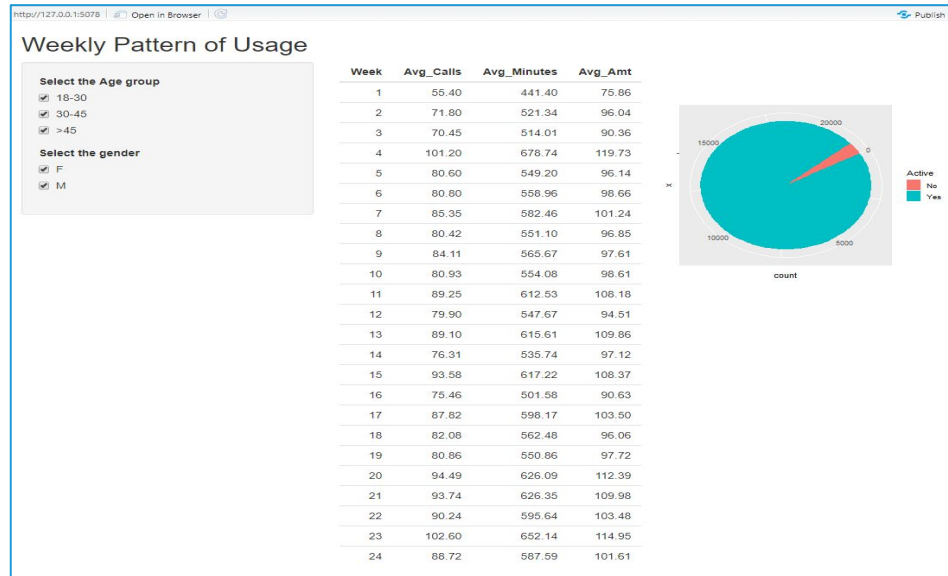 http://127.0.0.1:5078 Open in Browser Publish
Weekly Pattern of Usage
Select the Age group
18-30
30-45
>45
Select the gender
F
M
Week Avg_Calls Avg_Minutes Avg_Amt
1 55.40 441.40 75.86
2 71.80 521.34 96.04
3 70.45 514.01 90.36
4 101.20 678.74 119.73
5 80.60 549.20 96.14
6 80.80 558.96 98.66
7 85.35 582.46 101.24
8 80.42 551.10 96.85
9 84.11 565.67 97.61
10 80.93 554.08 98.61
11 89.25 612.53 108.18
12 79.90 547.67 94.51
13 89.10 615.61 109.86
14 76.31 535.74 97.12
15 93.58 617.22 108.37
16 75.46 501.58 90.63
17 87.82 598.17 103.50
18 82.08 562.48 96.06
19 80.86 550.86 97.72
20 94.49 626.09 112.39
21 93.74 626.35 109.98
22 90.24 595.64 103.48
23 102.60 652.14 114.95
24 88.72 587.59 101.61
20000
15000
0
x
10000
5000
count
Active
No
Yes